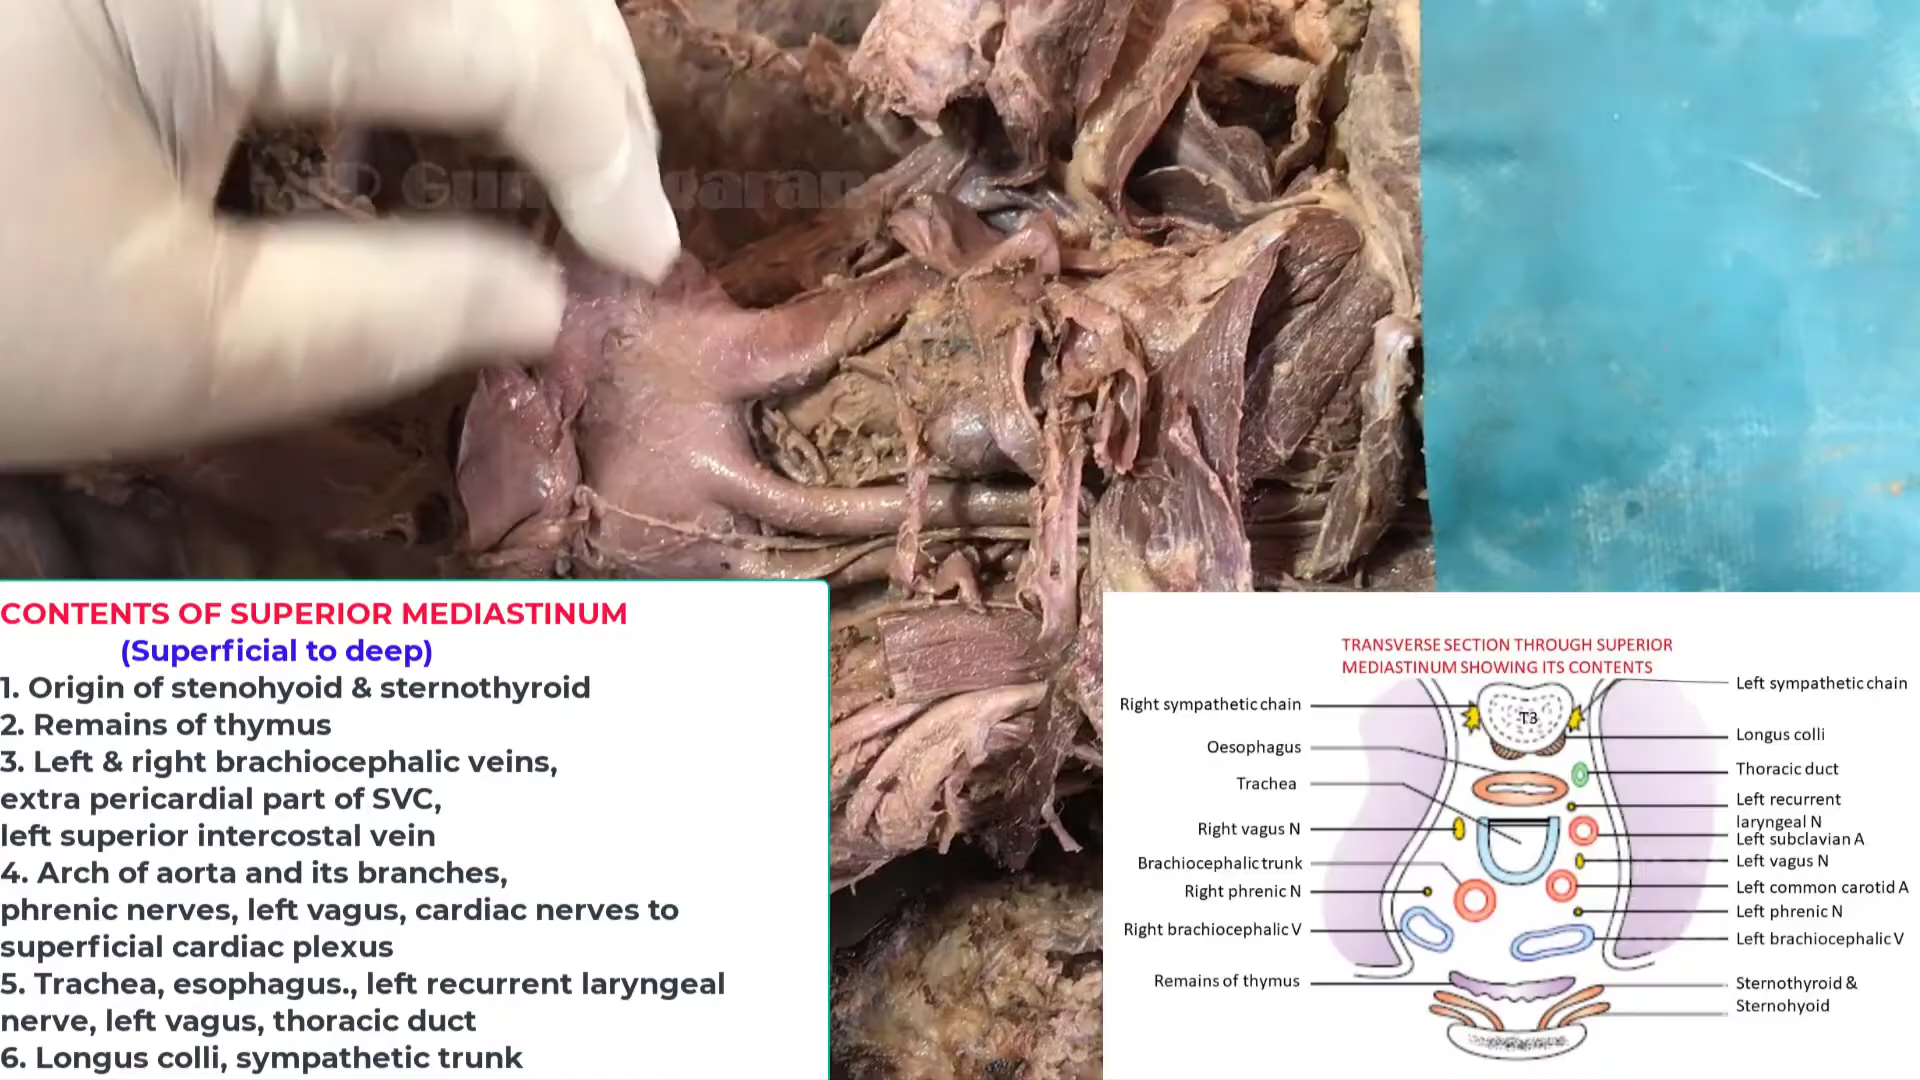 CONTENTS OF SUPERIOR MEDIASTINUM
(Superficial to deep)
1. Origin of stenohyoid & sternothyroid
2. Remains of thymus
3. Left & right brachiocephalic veins,
extra pericardial part of SVC,
left superior intercostal vein
4. Arch of aorta and its branches,
phrenic nerves, left vagus, cardiac nerves to
superficial cardiac plexus
5. Trachea, esophagus., left recurrent laryngeal
nerve, left vagus, thoracic duct
6. Longus colli, sympathetic trunk
TRANSVERSE SECTION THROUGH SUPERIOR
MEDIASTINUM SHOWING ITS CONTENTS
Right sympathetic chain
Oesophagus
Trachea
Right vagus N
Brachiocephalic trunk
Right phrenic N
Right brachiocephalic V
Remains of thymus
T3
Left sympathetic chain
Longus colli
Thoracic duct
Left recurrent
laryngeal N
Left subclavian A
Left vagus N
Left common carotid A
Left phrenic N
Left brachiocephalic V
Sternothyroid &
Sternohyoid